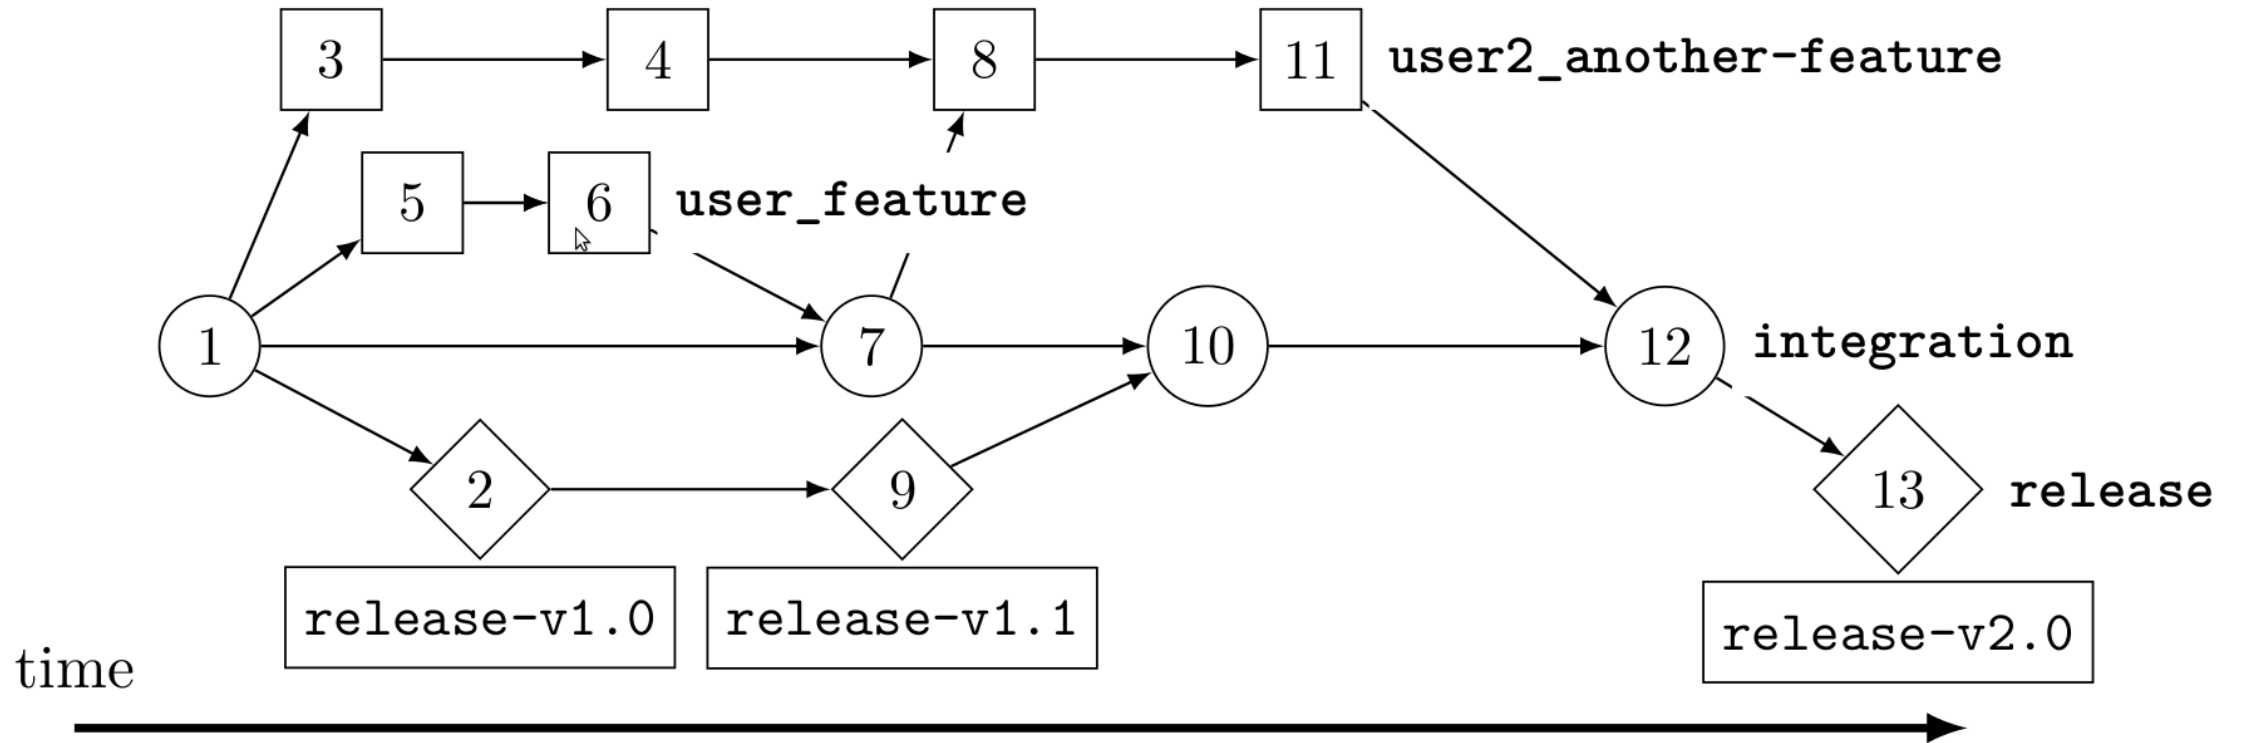 3 4 8 11 user2_another-feature
5 6 user_feature
1 7 10 12 integration
2 9 13 release
release-v1.0 release-v1.1 release-v2.0
time